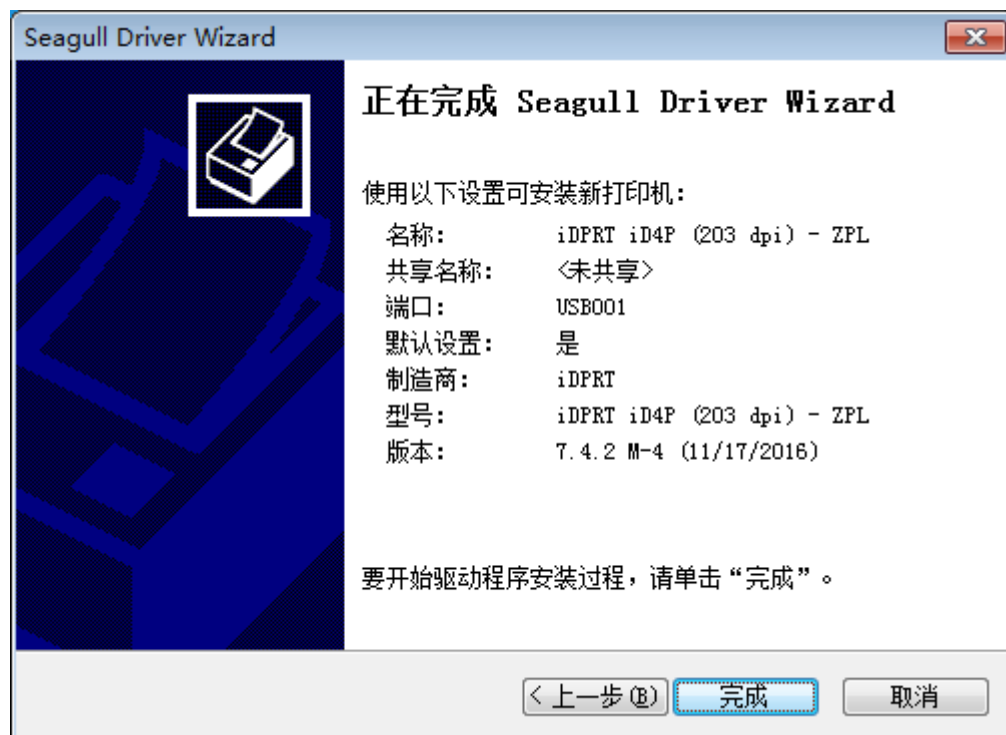 Seagull Driver Wizard
正在完成 Seagull Driver Wizard
使用以下设置可安装新打印机：
名称： iDPRT iD4P (203 dpi) - ZPL
共享名称： <未共享>
端口： USB001
默认设置： 是
制造商： iDPRT
型号： iDPRT iD4P (203 dpi) - ZPL
版本： 7.4.2 M-4 (11/17/2016)
要开始驱动程序安装过程，请单击“完成”。
< 上一步(B) 完成 取消